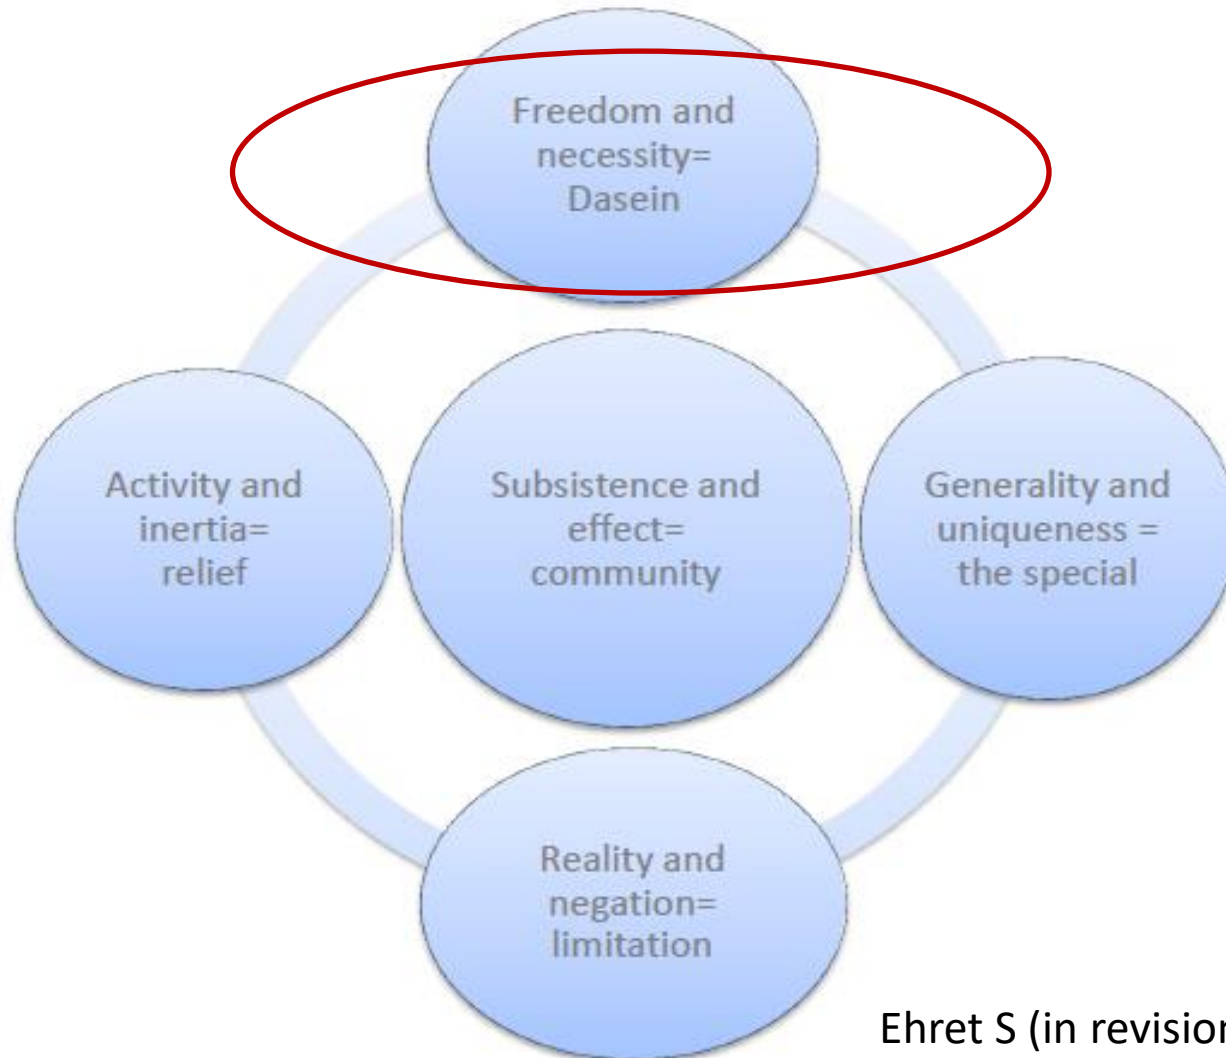 Freedom and
necessity=
Dasein
Activity and
inertia=
relief
Subsistence and
effect=
community
Generality and
uniqueness =
the special
Reality and
negation=
limitation
Ehret S (in revision